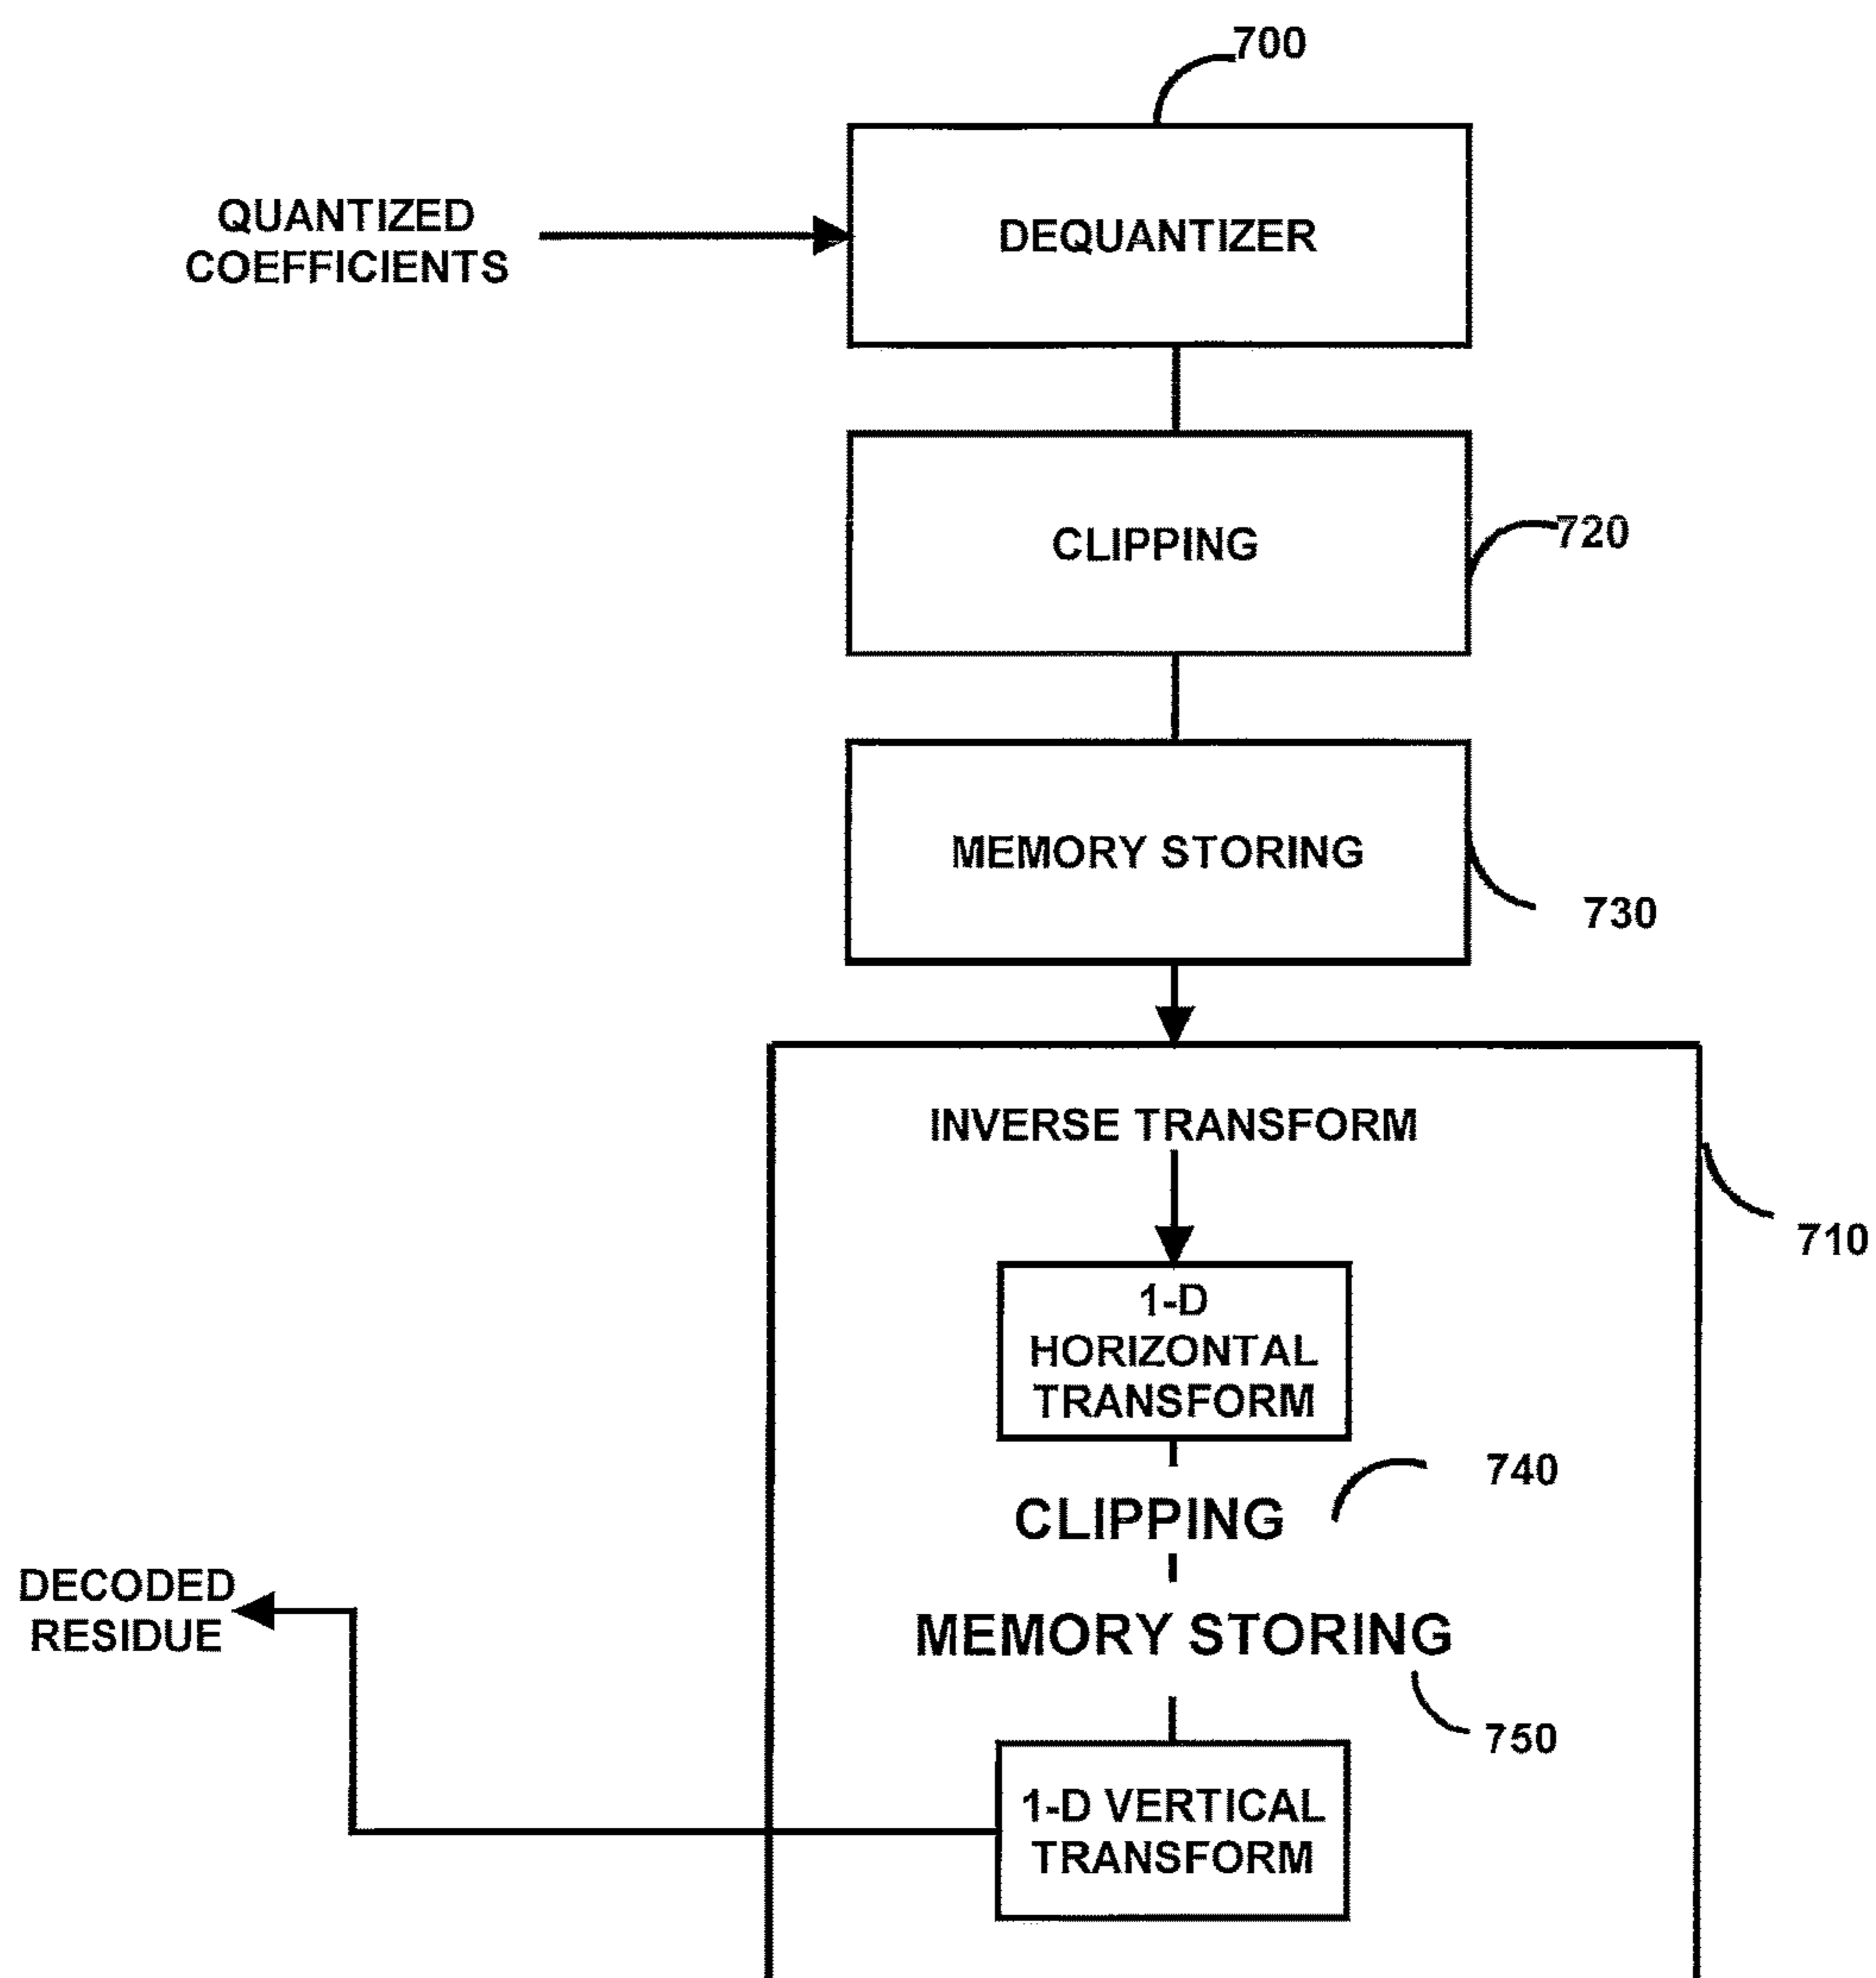 700
QUANTIZED
COEFFICIENTS
DEQUANTIZER
CLIPPING
720
MEMORY STORING
730
INVERSE TRANSFORM
710
1-D
HORIZONTAL
TRANSFORM
740
CLIPPING
DECODED
RESIDUE
MEMORY STORING
750
1-D VERTICAL
TRANSFORM